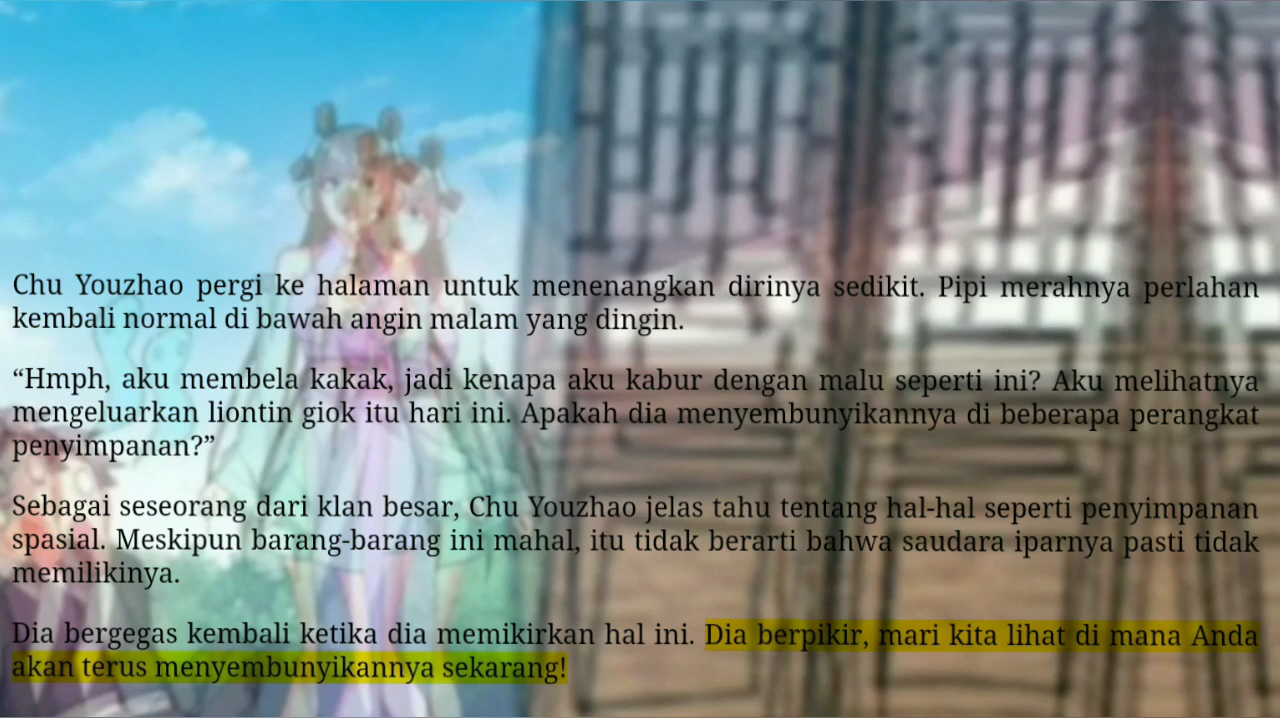 Chu Youzhao pergi ke halaman untuk menenangkan dirinya sedikit. Pipi merahnya perlahan
kembali normal di bawah angin malam yang dingin.
“Hmph, aku membela kakak, jadi kenapa aku kabur dengan malu seperti ini? Aku melihatnya
mengeluarkan liontin giok itu hari ini. Apakah dia menyembunyikannya di beberapa perangkat
penyimpanan?”
Sebagai seseorang dari klan besar, Chu Youzhao jelas tahu tentang hal-hal seperti penyimpanan
spasial. Meskipun barang-barang ini mahal, itu tidak berarti bahwa saudara iparnya pasti tidak
memilikinya.
Dia bergegas kembali ketika dia memikirkan hal ini. Dia berpikir, mari kita lihat di mana Anda
akan terus menyembunyikannya sekarang!